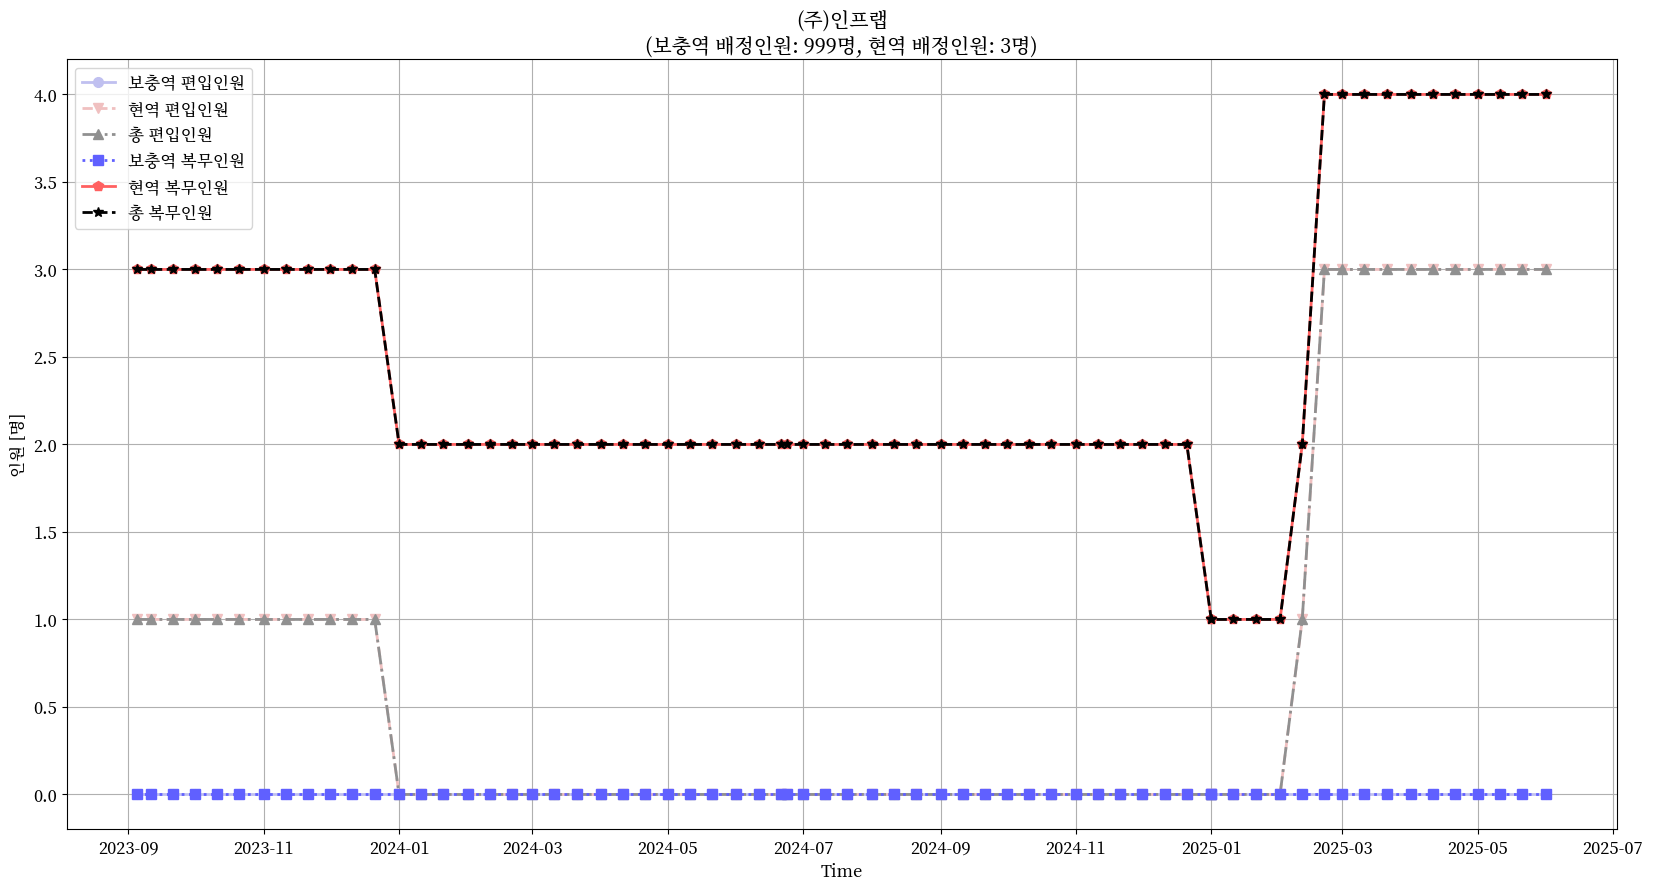 (주)인프랩
(보충역 배정인원: 999명, 현역 배정인원: 3명)
보충역 편입인원
현역 편입인원
총 편입인원
보충역 복무인원
현역 복무인원
총 복무인원
4.0
3.5
3.0
2.5
2.0
1.5
1.0
0.5
0.0
인원 [명]
2023-09 2023-11 2024-01 2024-03 2024-05 2024-07 2024-09 2024-11 2025-01 2025-03 2025-05 2025-07
Time